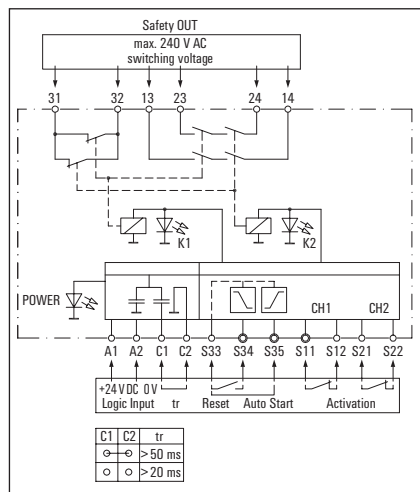 Safety OUT
max. 240 V AC
switching voltage
31 32 13 23 24 14
K1 K2
POWER
CH1 CH2
A1 A2 C1 C2 S33 S34 S35 S11 S12 S21 S22
+24 V DC 0 V
Logic Input tr Reset Auto Start Activation
C1 C2 tr
>50 ms
>20 ms